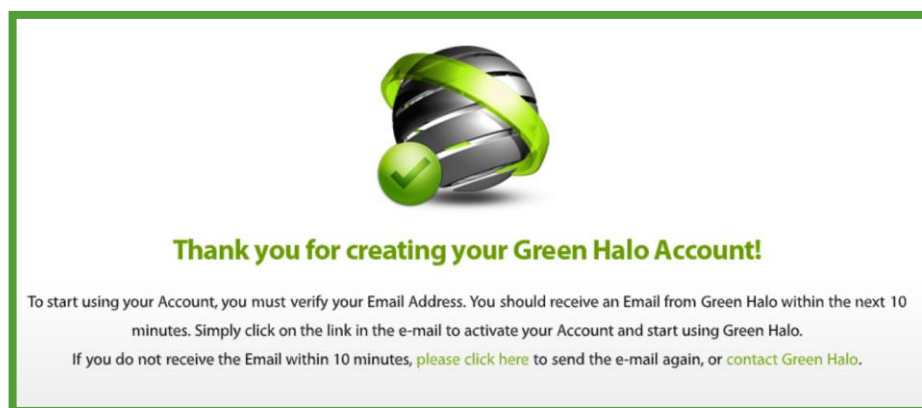 Thank you for creating your Green Halo Account!
To start using your Account, you must verify your Email Address. You should receive an Email from Green Halo within the next 10
minutes. Simply click on the link in the e-mail to activate your Account and start using Green Halo.
If you do not receive the Email within 10 minutes, please click here to send the e-mail again, or contact Green Halo.